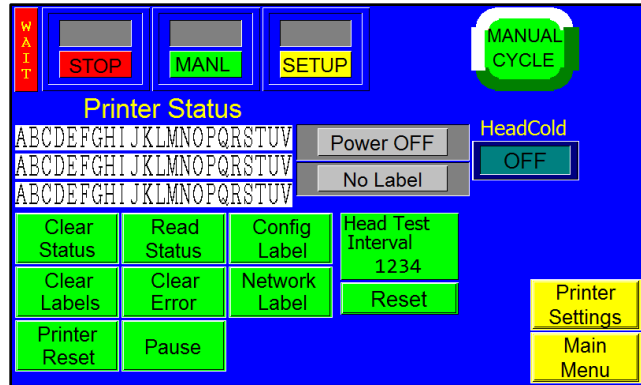 WAIT
STOP
MANL
SETUP
MANUAL
CYCLE
Printer Status
ABCDEFGHIJKLMNOPQRSTUV
ABCDEFGHIJKLMNOPQRSTUV
ABCDEFGHIJKLMNOPQRSTUV
Power OFF
No Label
HeadCold
OFF
Clear
Status
Read
Status
Config
Label
Head Test
Interval
1234
Clear
Labels
Clear
Error
Network
Label
Reset
Printer
Reset
Pause
Printer
Settings
Main
Menu